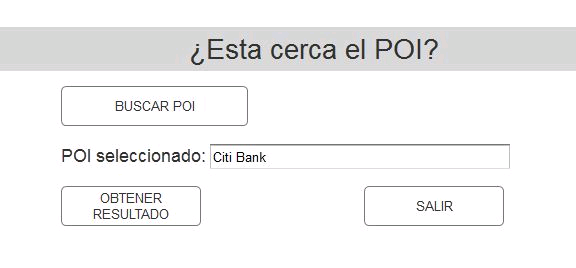 ¿Esta cerca el POI?
BUSCAR POI
POI seleccionado: Citi Bank
OBTENER
RESULTADO
SALIR